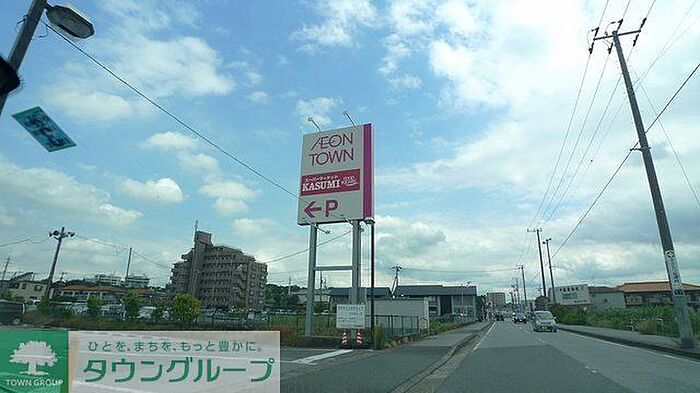 ÆON
TOWN
スーパーマーケット
KASUMI
←P
TOWN GROUP
ひとを、まちを、もっと豊かに。
タウングループ